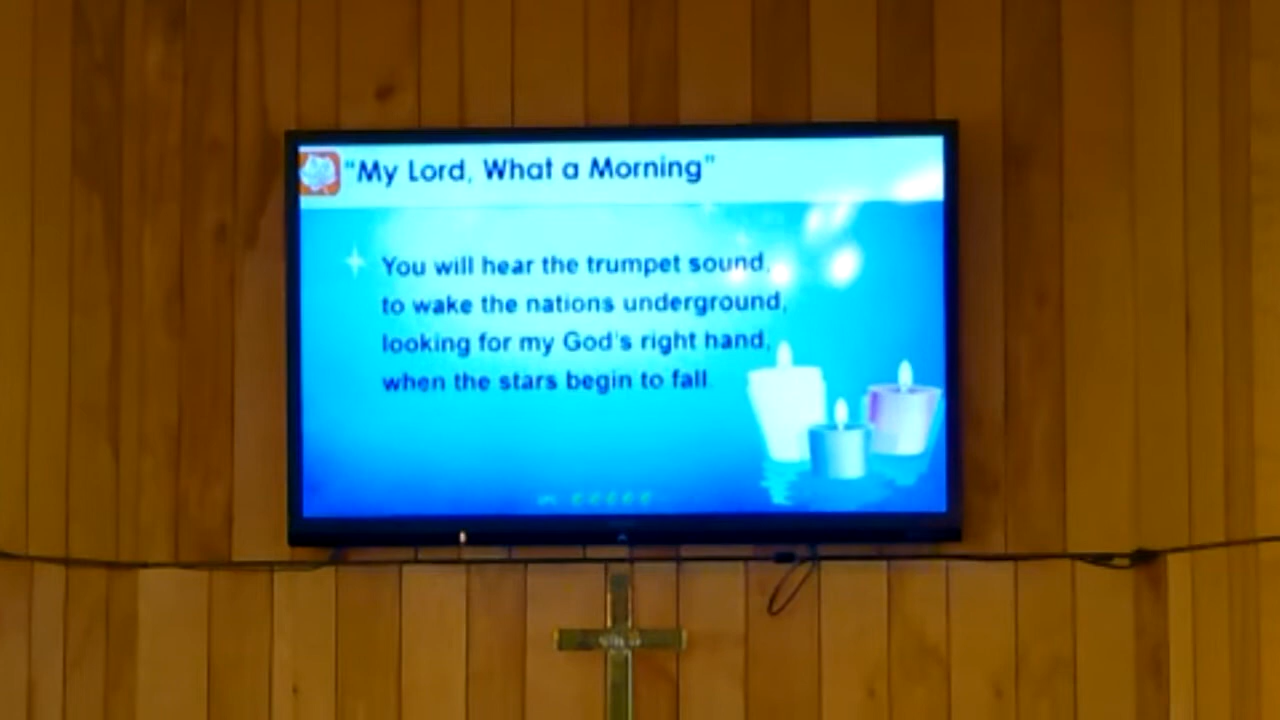 "My Lord, What a Morning"
You will hear the trumpet sound,
to wake the nations underground,
looking for my God's right hand,
when the stars begin to fall